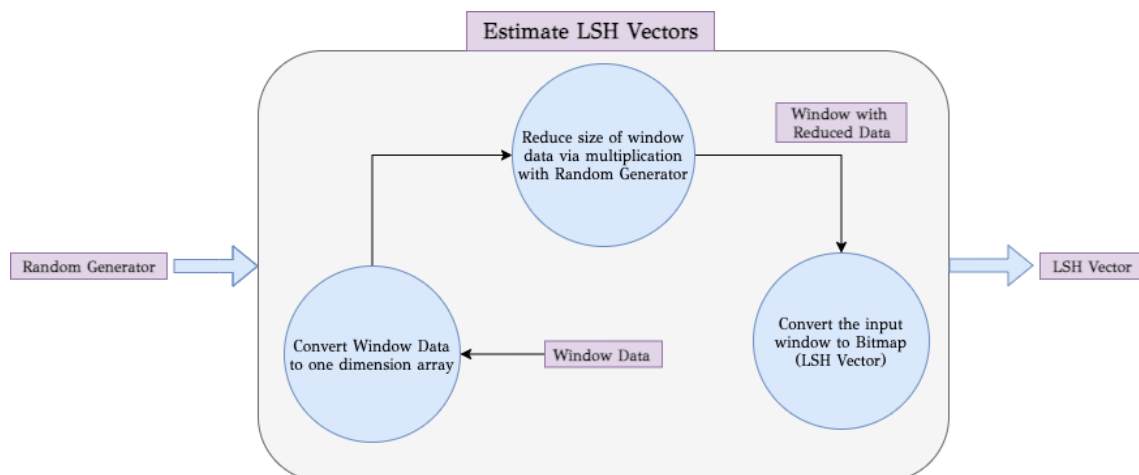 Estimate LSH Vectors
Reduce size of window
data via multiplication
with Random Generator
Window with
Reduced Data
Random Generator
LSH Vector
Convert Window Data
to one dimension array
Window Data
Convert the input
window to Bitmap
(LSH Vector)